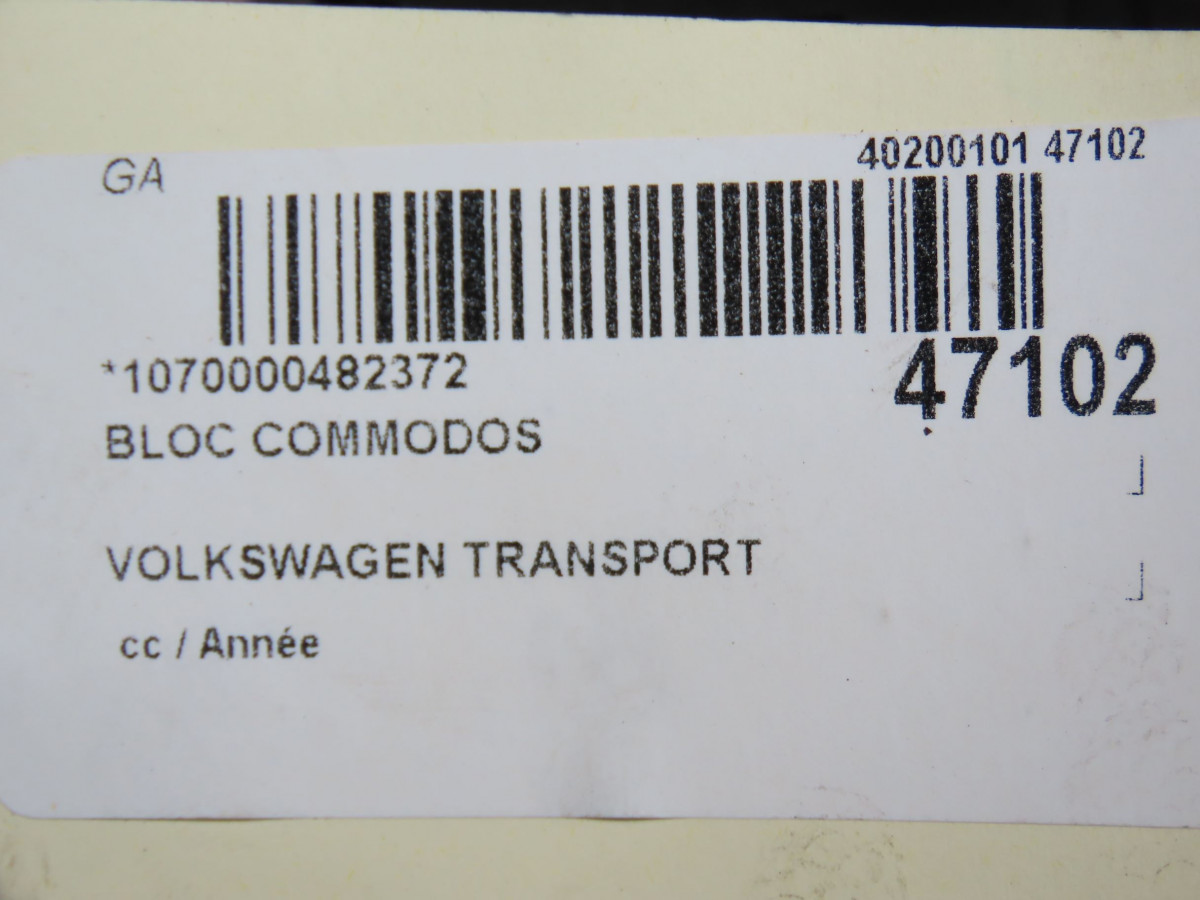 GA
40200101 47102
*1070000482372
47102
BLOC COMMODOS
VOLKSWAGEN TRANSPORT
cc / Année